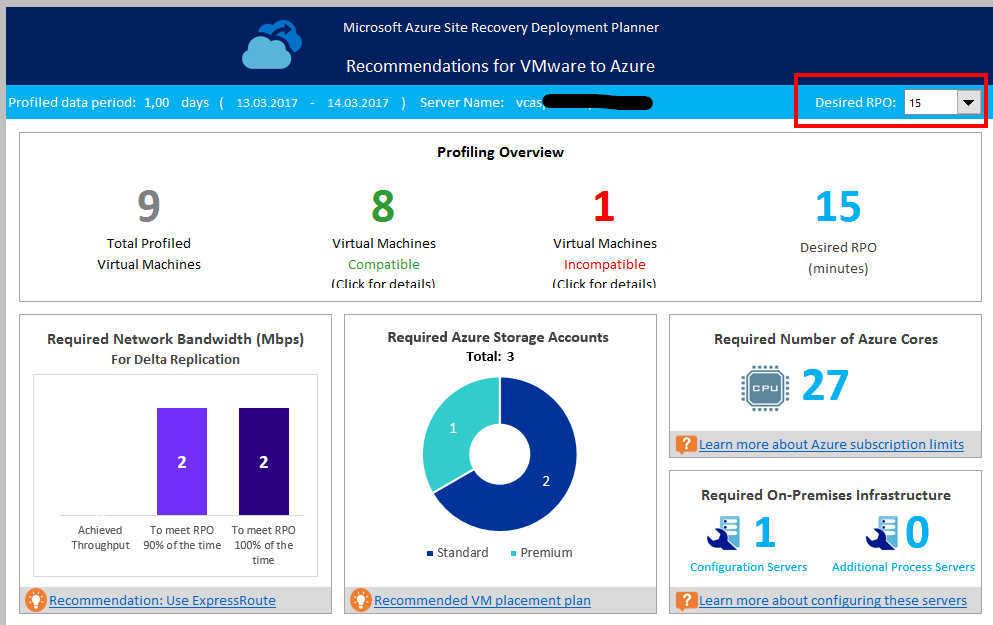 Microsoft Azure Site Recovery Deployment Planner
Recommendations for VMware to Azure
Profiled data period: 1,00 days ( 13.03.2017 - 14.03.2017 ) Server Name: vcas
Desired RPO: 15
Profiling Overview
9
Total Profiled
Virtual Machines
8
Virtual Machines
Compatible
(Click for details)
1
Virtual Machines
Incompatible
(Click for details)
15
Desired RPO
(minutes)
Required Network Bandwidth (Mbps)
For Delta Replication
2
2
Achieved
Throughput
To meet RPO
90% of the time
To meet RPO
100% of the
time
Recommendation: Use ExpressRoute
Required Azure Storage Accounts
Total: 3
1
2
Standard
Premium
Recommended VM placement plan
Required Number of Azure Cores
CPU
27
? Learn more about Azure subscription limits
Required On-Premises Infrastructure
1
Configuration Servers
0
Additional Process Servers
? Learn more about configuring these servers